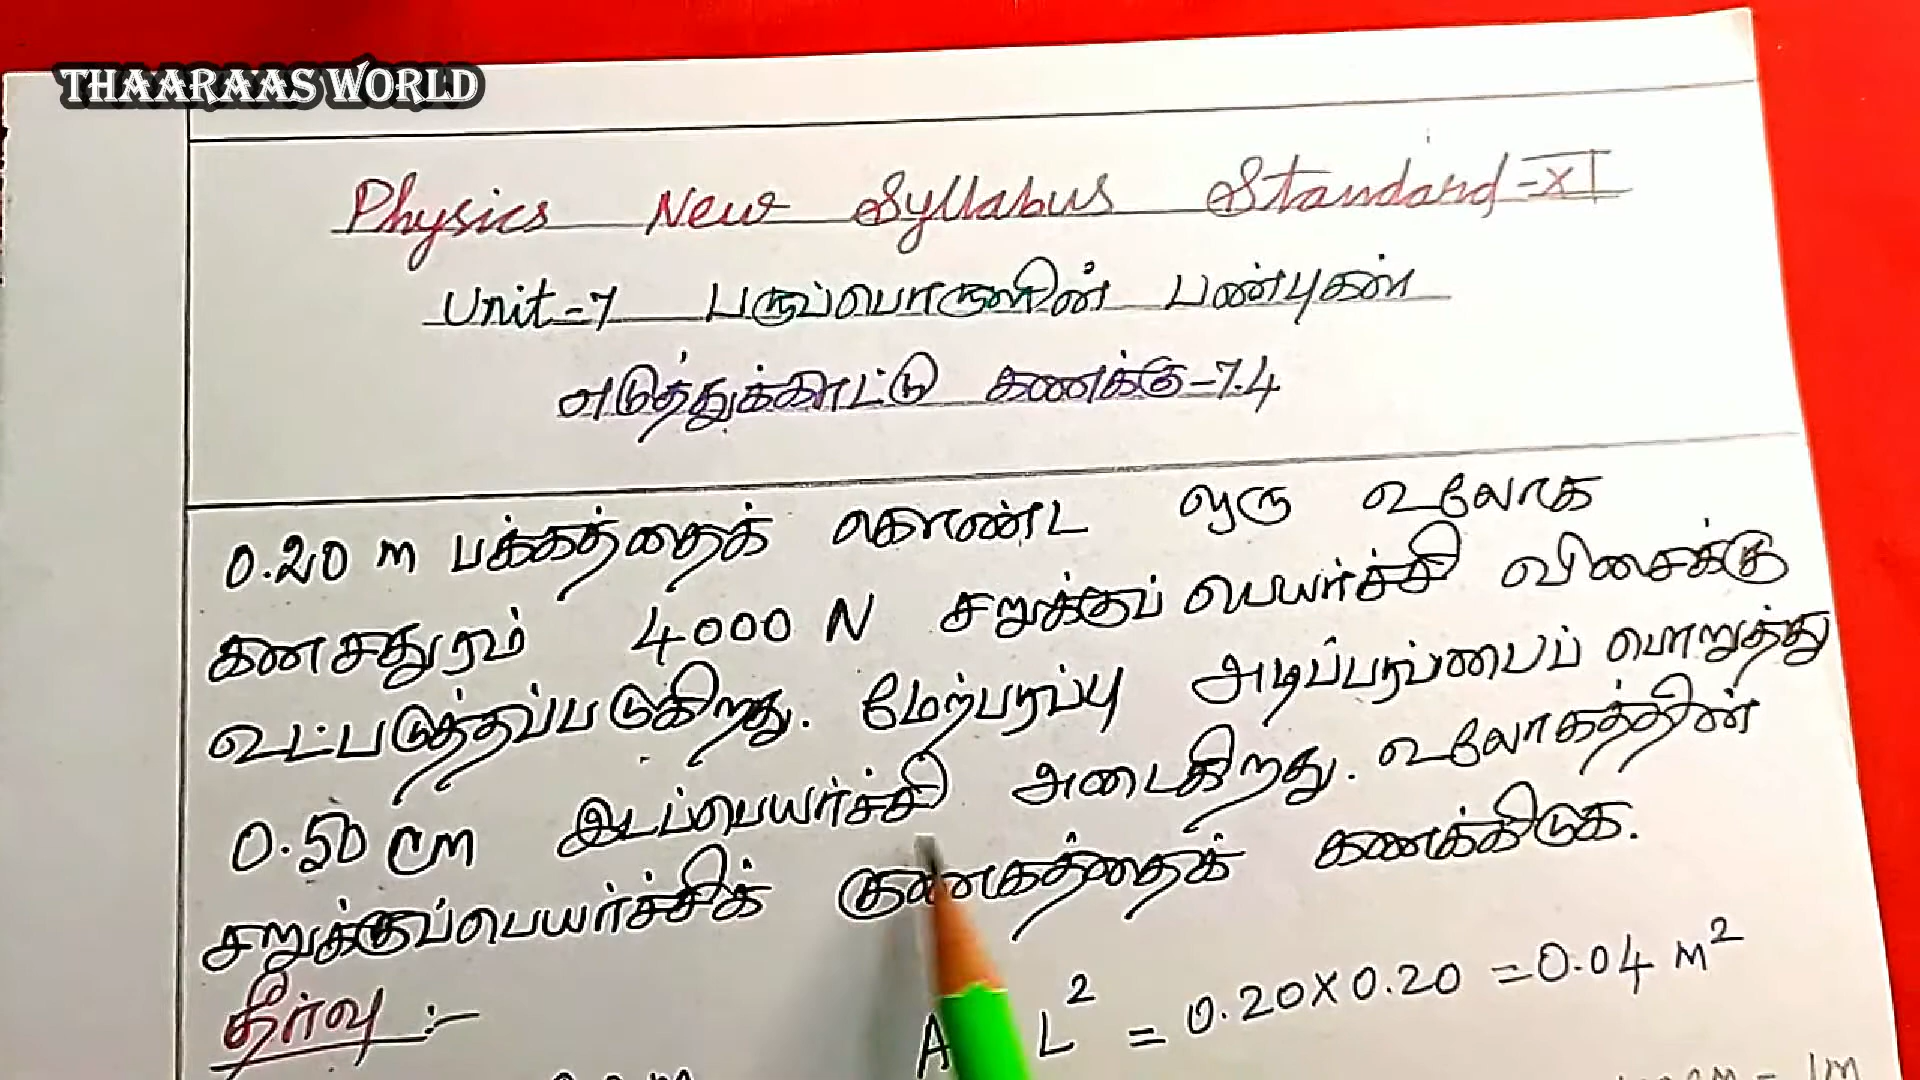 THAARAAS WORLD
Physics New Syllabus Standard-XI
Unit-7 பருப்பொருளின் பண்புகள்
எடுத்துக்காட்டு கணக்கு-7.4
0.20 m பக்கத்தைக் கொண்ட ஒரு உலோக
கனசதுரம் 4000 N சறுக்குப் பெயர்ச்சி விசைக்கு
உட்படுத்தப்படுகிறது. மேற்பரப்பு அடிப்பரப்பைப் பொறுத்து
0.50 cm இடப்பெயர்ச்சி அடைகிறது. உலோகத்தின்
சறுக்குப்பெயர்ச்சிக் குணகத்தைக் கணக்கிடுக.
தீர்வு :-
A L² = 0.20X0.20 = 0.04 m²
= 1m